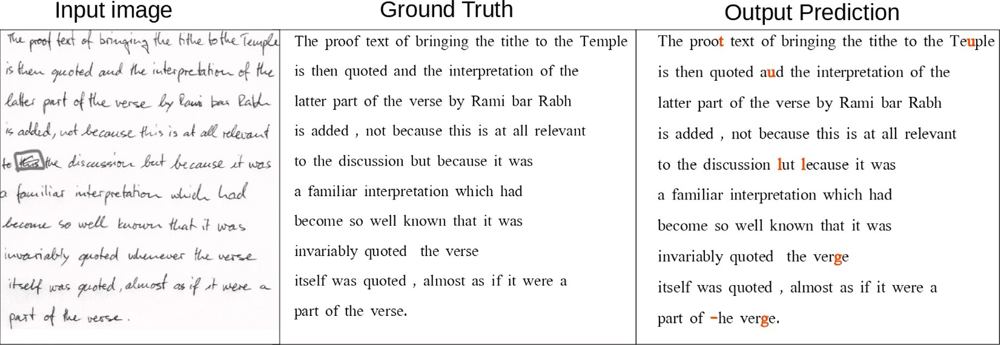 Input image
The proof text of bringing the tithe to the Temple
is then quoted and the interpretation of the
latter part of the verse by Rami bar Rabh
is added, not because this is at all relevant
to the discussion but because it was
a familiar interpretation which had
become so well known that it was
invariably quoted whenever the verse
itself was quoted, almost as if it were a
part of the verse.
Ground Truth
The proof text of bringing the tithe to the Temple
is then quoted and the interpretation of the
latter part of the verse by Rami bar Rabh
is added , not because this is at all relevant
to the discussion but because it was
a familiar interpretation which had
become so well known that it was
invariably quoted the verse
itself was quoted , almost as if it were a
part of the verse.
Output Prediction
The proot text of bringing the tithe to the Teuple
is then quoted aud the interpretation of the
latter part of the verse by Rami bar Rabh
is added , not because this is at all relevant
to the discussion lut lecause it was
a familiar interpretation which had
become so well known that it was
invariably quoted the verge
itself was quoted , almost as if it were a
part of -he verge.